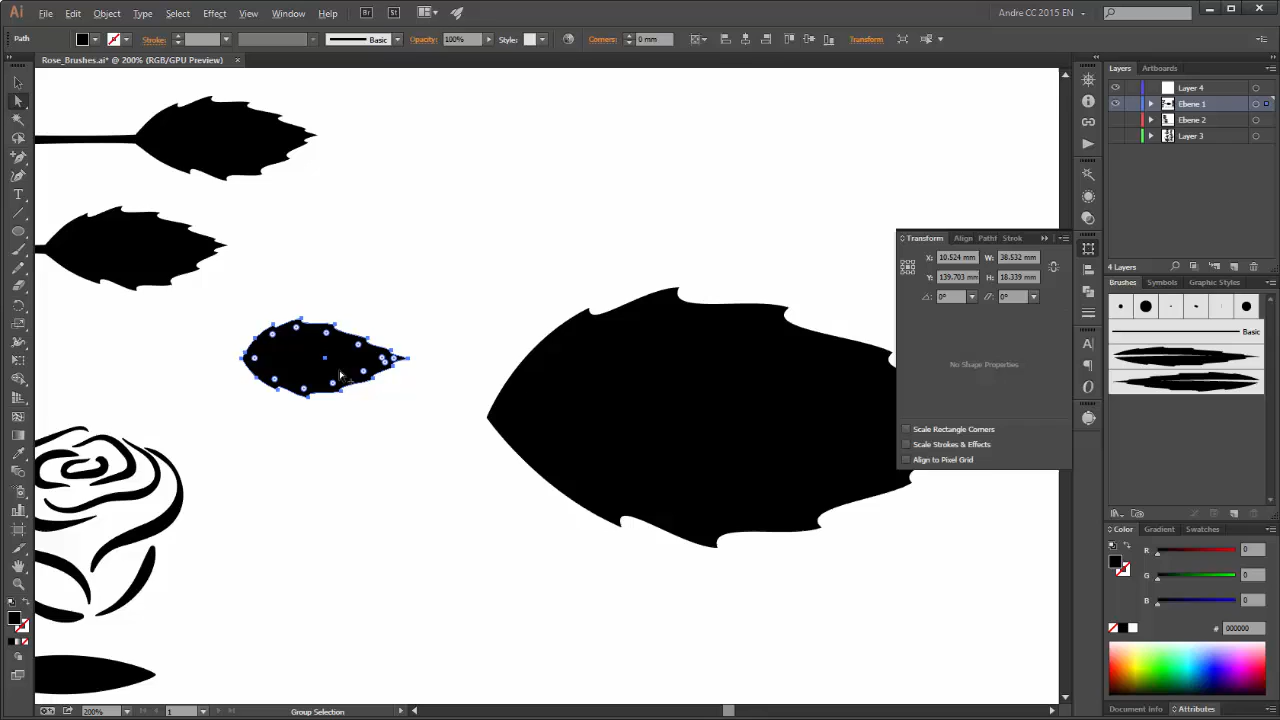 Ai File Edit Object Type Select Effect View Window Help Br St Andre CC 2015 EN
Path Strokes Basic Opacity: 100% Style: Corners: 0 mm Transform
Rose_Brushes.ai* @ 200% (RGB/GPU Preview) ×
Layers Artboards
Layer 4
Ebene 1
Ebene 2
Layer 3
4 Layers
Transform Align Pathf Strok
X: 10.524 mm W: 38.532 mm
Y: 139.703 mm H: 18.339 mm
0° 0°
No Shape Properties
Scale Rectangle Corners
Scale Strokes & Effects
Align to Pixel Grid
Brushes Symbols Graphic Styles
Basic
Color Gradient Swatches
R 0
G 0
B 0
# 000000
Document Info Attributes
200% 1 Group Selection